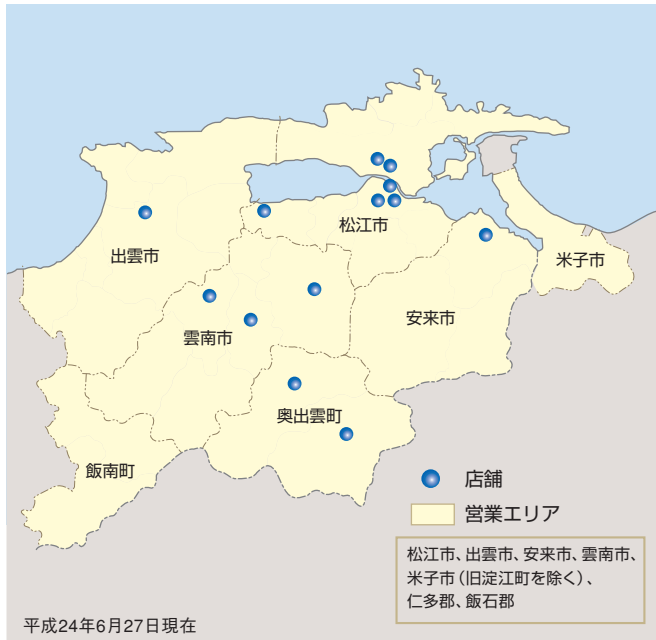 松江市
出雲市
米子市
安来市
雲南市
奥出雲町
飯南町
店舗
営業エリア
松江市、出雲市、安来市、雲南市、
米子市（旧淀江町を除く）、
仁多郡、飯石郡
平成24年6月27日現在